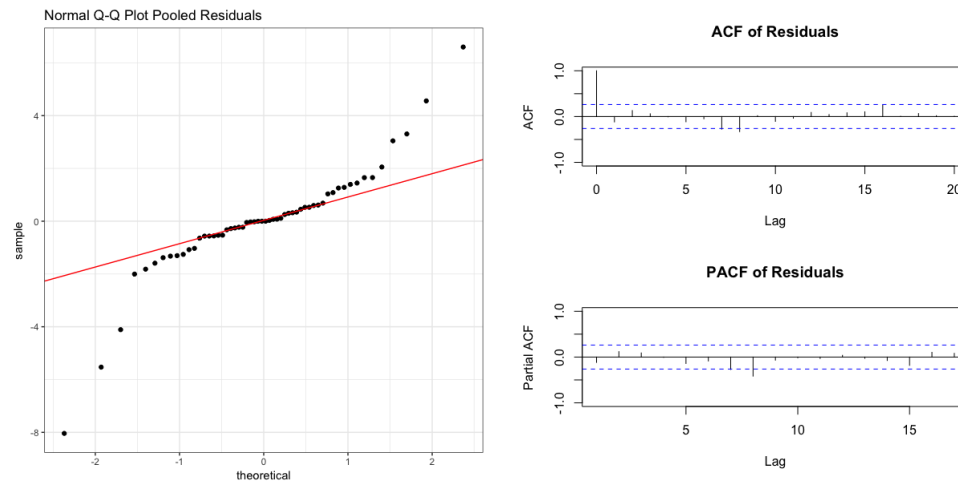 Normal Q-Q Plot Pooled Residuals
4
0
-4
-8
sample
-2
-1
0
1
2
theoretical
ACF of Residuals
1.0
0.0
-1.0
ACF
0
5
10
15
20
Lag
PACF of Residuals
1.0
0.0
-1.0
Partial ACF
5
10
15
Lag